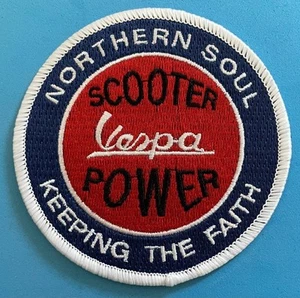 NORTHERN SOUL
SCOOTER
Vespa
POWER
KEEPING THE FAITH